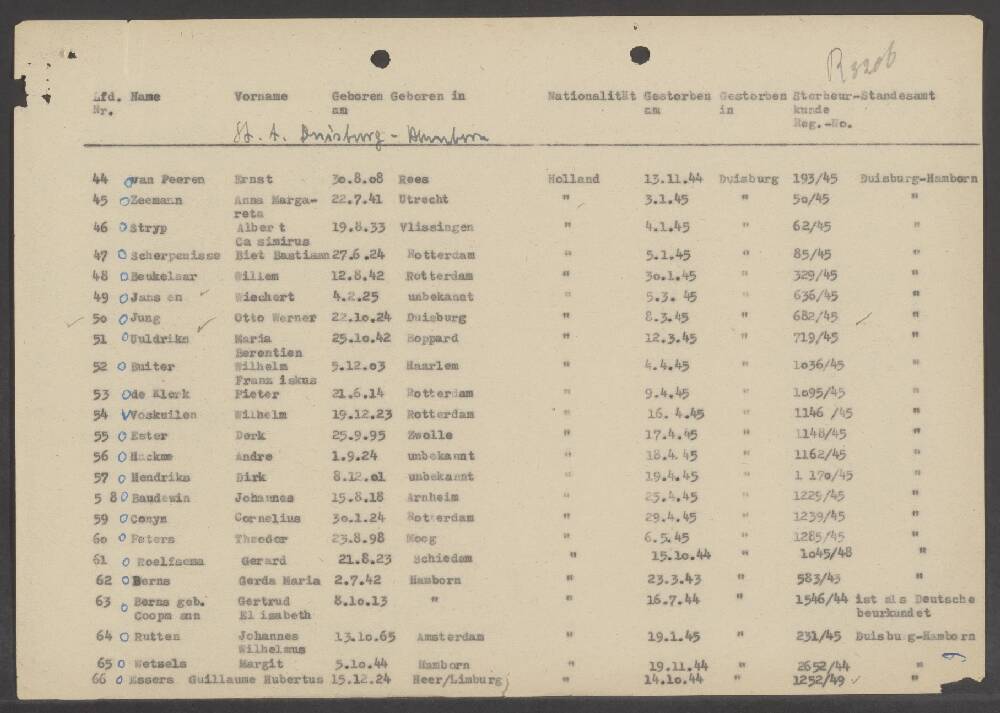 R 3206
Lfd. Name Vorname Geboren Geboren in Nationalität Gestorben Gestorben Sterbeur-Standesamt
Nr. am am in kunde
Reg.-No.
St. A. Duisburg - Hamborn
44 van Peeren Ernst 30.8.08 Rees Holland 13.11.44 Duisburg 193/45 Duisburg-Hamborn
45 Zeemann Anna Marga- 22.7.41 Utrecht " 3.1.45 " 50/45 "
reta
46 Stryp Albert 19.8.33 Vlissingen " 4.1.45 " 62/45 "
Casimirus
47 Scherpenisse Biet Bastiaan 27.6.24 Rotterdam " 5.1.45 " 85/45 "
48 Beukelaar Willem 12.8.42 Rotterdam " 30.1.45 " 329/45 "
49 Jansen Wiechert 4.2.25 unbekannt " 5.3.45 " 636/45 "
50 Jung Otto Werner 22.10.24 Duisburg " 8.3.45 " 682/45 "
51 Uuldriks Maria 25.10.42 Boppard " 12.3.45 " 719/45 "
Berentien
52 Buiter Wilhelm 5.12.03 Haarlem " 4.4.45 " 1036/45 "
Franziskus
53 de Klerk Pieter 21.6.14 Rotterdam " 9.4.45 " 1095/45 "
54 Voskuilen Wilhelm 19.12.23 Rotterdam " 16.4.45 " 1146/45 "
55 Ester Derk 25.9.95 Zwolle " 17.4.45 " 1148/45 "
56 Andre 1.9.24 unbekannt " 18.4.45 " 1162/45 "
57 Hendriks Dirk 8.12.01 unbekannt " 19.4.45 " 1170/45 "
58 Baudewin Johannes 15.8.18 Arnheim " 25.4.45 " 1229/45 "
59 Conyn Cornelius 30.1.24 Rotterdam " 29.4.45 " 1239/45 "
60 Peters Theodor 23.8.98 Moog " 6.5.45 " 1285/45 "
61 Roelfsema Gerard 21.8.23 Schiedam " 15.10.44 " 1045/48 "
62 Berns Gerda Maria 2.7.42 Hamborn " 23.3.43 " 583/43 "
63 Berns geb. Gertrud 8.10.13 " " 16.7.44 " 1546/44 ist als Deutsche
Coopmann Elisabeth beurkundet
64 Rutten Johannes 13.10.65 Amsterdam " 19.1.45 " 231/45 Duisburg-Hamborn
Wilhelmus
65 Wetsels Margit 5.10.44 Hamborn " 19.11.44 " 2652/44 "
66 Essers Guillaume Hubertus 15.12.24 Heer/Limburg " 14.10.44 " 1252/49 "